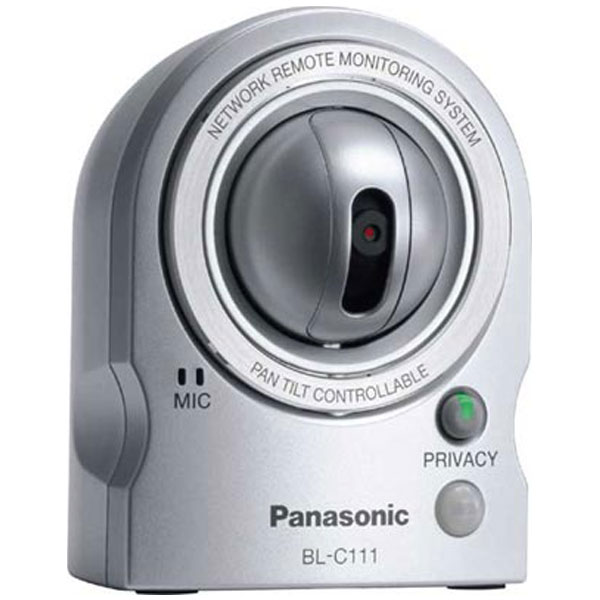 NETWORK REMOTE MONITORING SYSTEM
PAN TILT CONTROLLABLE
MIC
PRIVACY
Panasonic
BL-C111